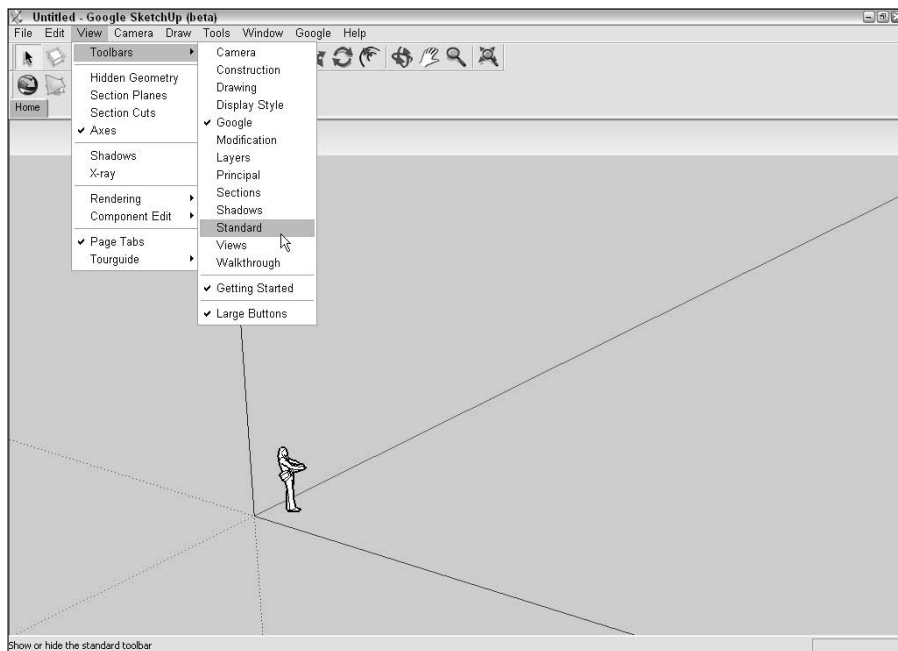 Untitled - Google SketchUp (beta)
File Edit View Camera Draw Tools Window Google Help
Home
Toolbars
Hidden Geometry
Section Planes
Section Cuts
Axes
Shadows
X-ray
Rendering
Component Edit
Page Tabs
Tourguide
Camera
Construction
Drawing
Display Style
Google
Modification
Layers
Principal
Sections
Shadows
Standard
Views
Walkthrough
Getting Started
Large Buttons
Show or hide the standard toolbar